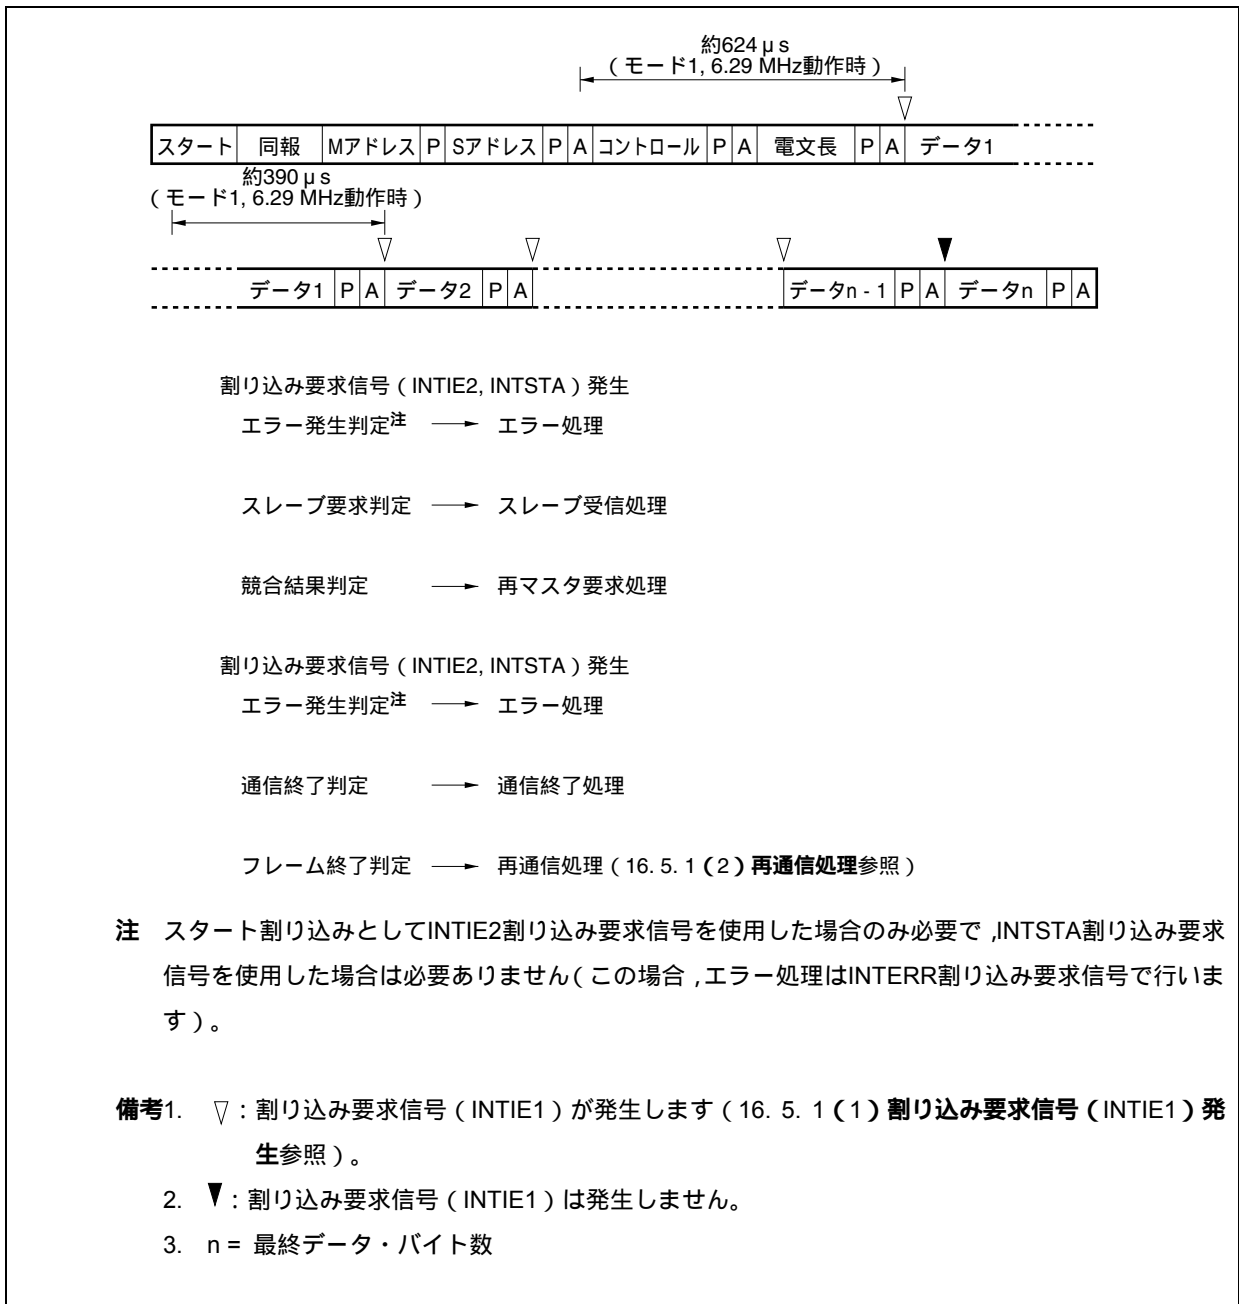 約624μs
(モード1, 6.29 MHz動作時)
▽
スタート 同報 Mアドレス P Sアドレス P A コントロール P A 電文長 P A データ1
約390μs
(モード1, 6.29 MHz動作時)
▽ ▽ ▽ ▼
データ1 P A データ2 P A データn - 1 P A データn P A
割り込み要求信号(INTIE2, INTSTA)発生
エラー発生判定注 → エラー処理
スレーブ要求判定 → スレーブ受信処理
競合結果判定 → 再マスタ要求処理
割り込み要求信号(INTIE2, INTSTA)発生
エラー発生判定注 → エラー処理
通信終了判定 → 通信終了処理
フレーム終了判定 → 再通信処理(16. 5. 1(2)再通信処理参照)
注 スタート割り込みとしてINTIE2割り込み要求信号を使用した場合のみ必要で,INTSTA割り込み要求
信号を使用した場合は必要ありません(この場合,エラー処理はINTERR割り込み要求信号で行いま
す)。
備考1. ▽:割り込み要求信号(INTIE1)が発生します(16. 5. 1(1)割り込み要求信号(INTIE1)発
生参照)。
2. ▼:割り込み要求信号(INTIE1)は発生しません。
3. n = 最終データ・バイト数